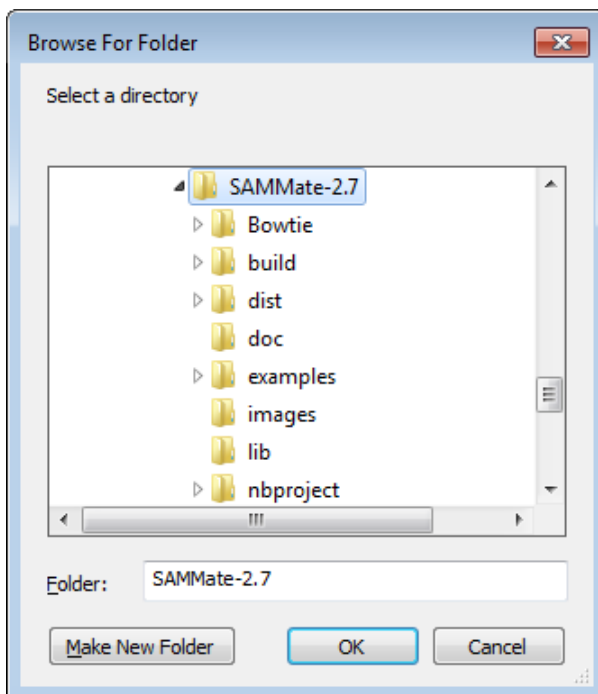 Browse For Folder
Select a directory
SAMMate-2.7
Bowtie
build
dist
doc
examples
images
lib
nbproject
Folder: SAMMate-2.7
Make New Folder OK Cancel